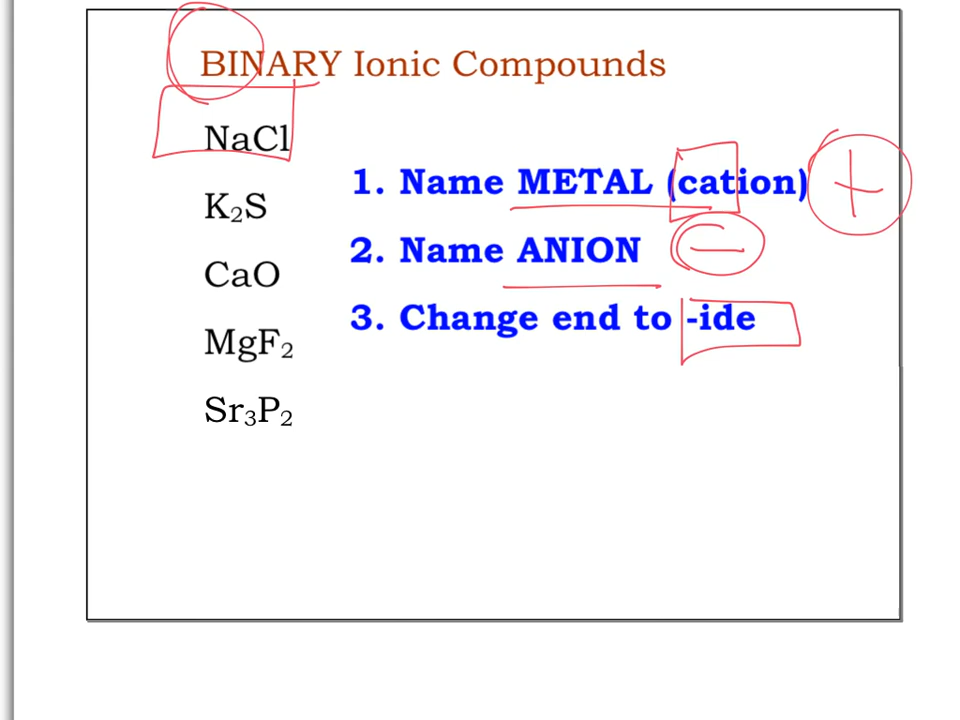 BINARY Ionic Compounds
NaCl
1. Name METAL (cation) +
K₂S
2. Name ANION −
CaO
3. Change end to -ide
MgF₂
Sr₃P₂